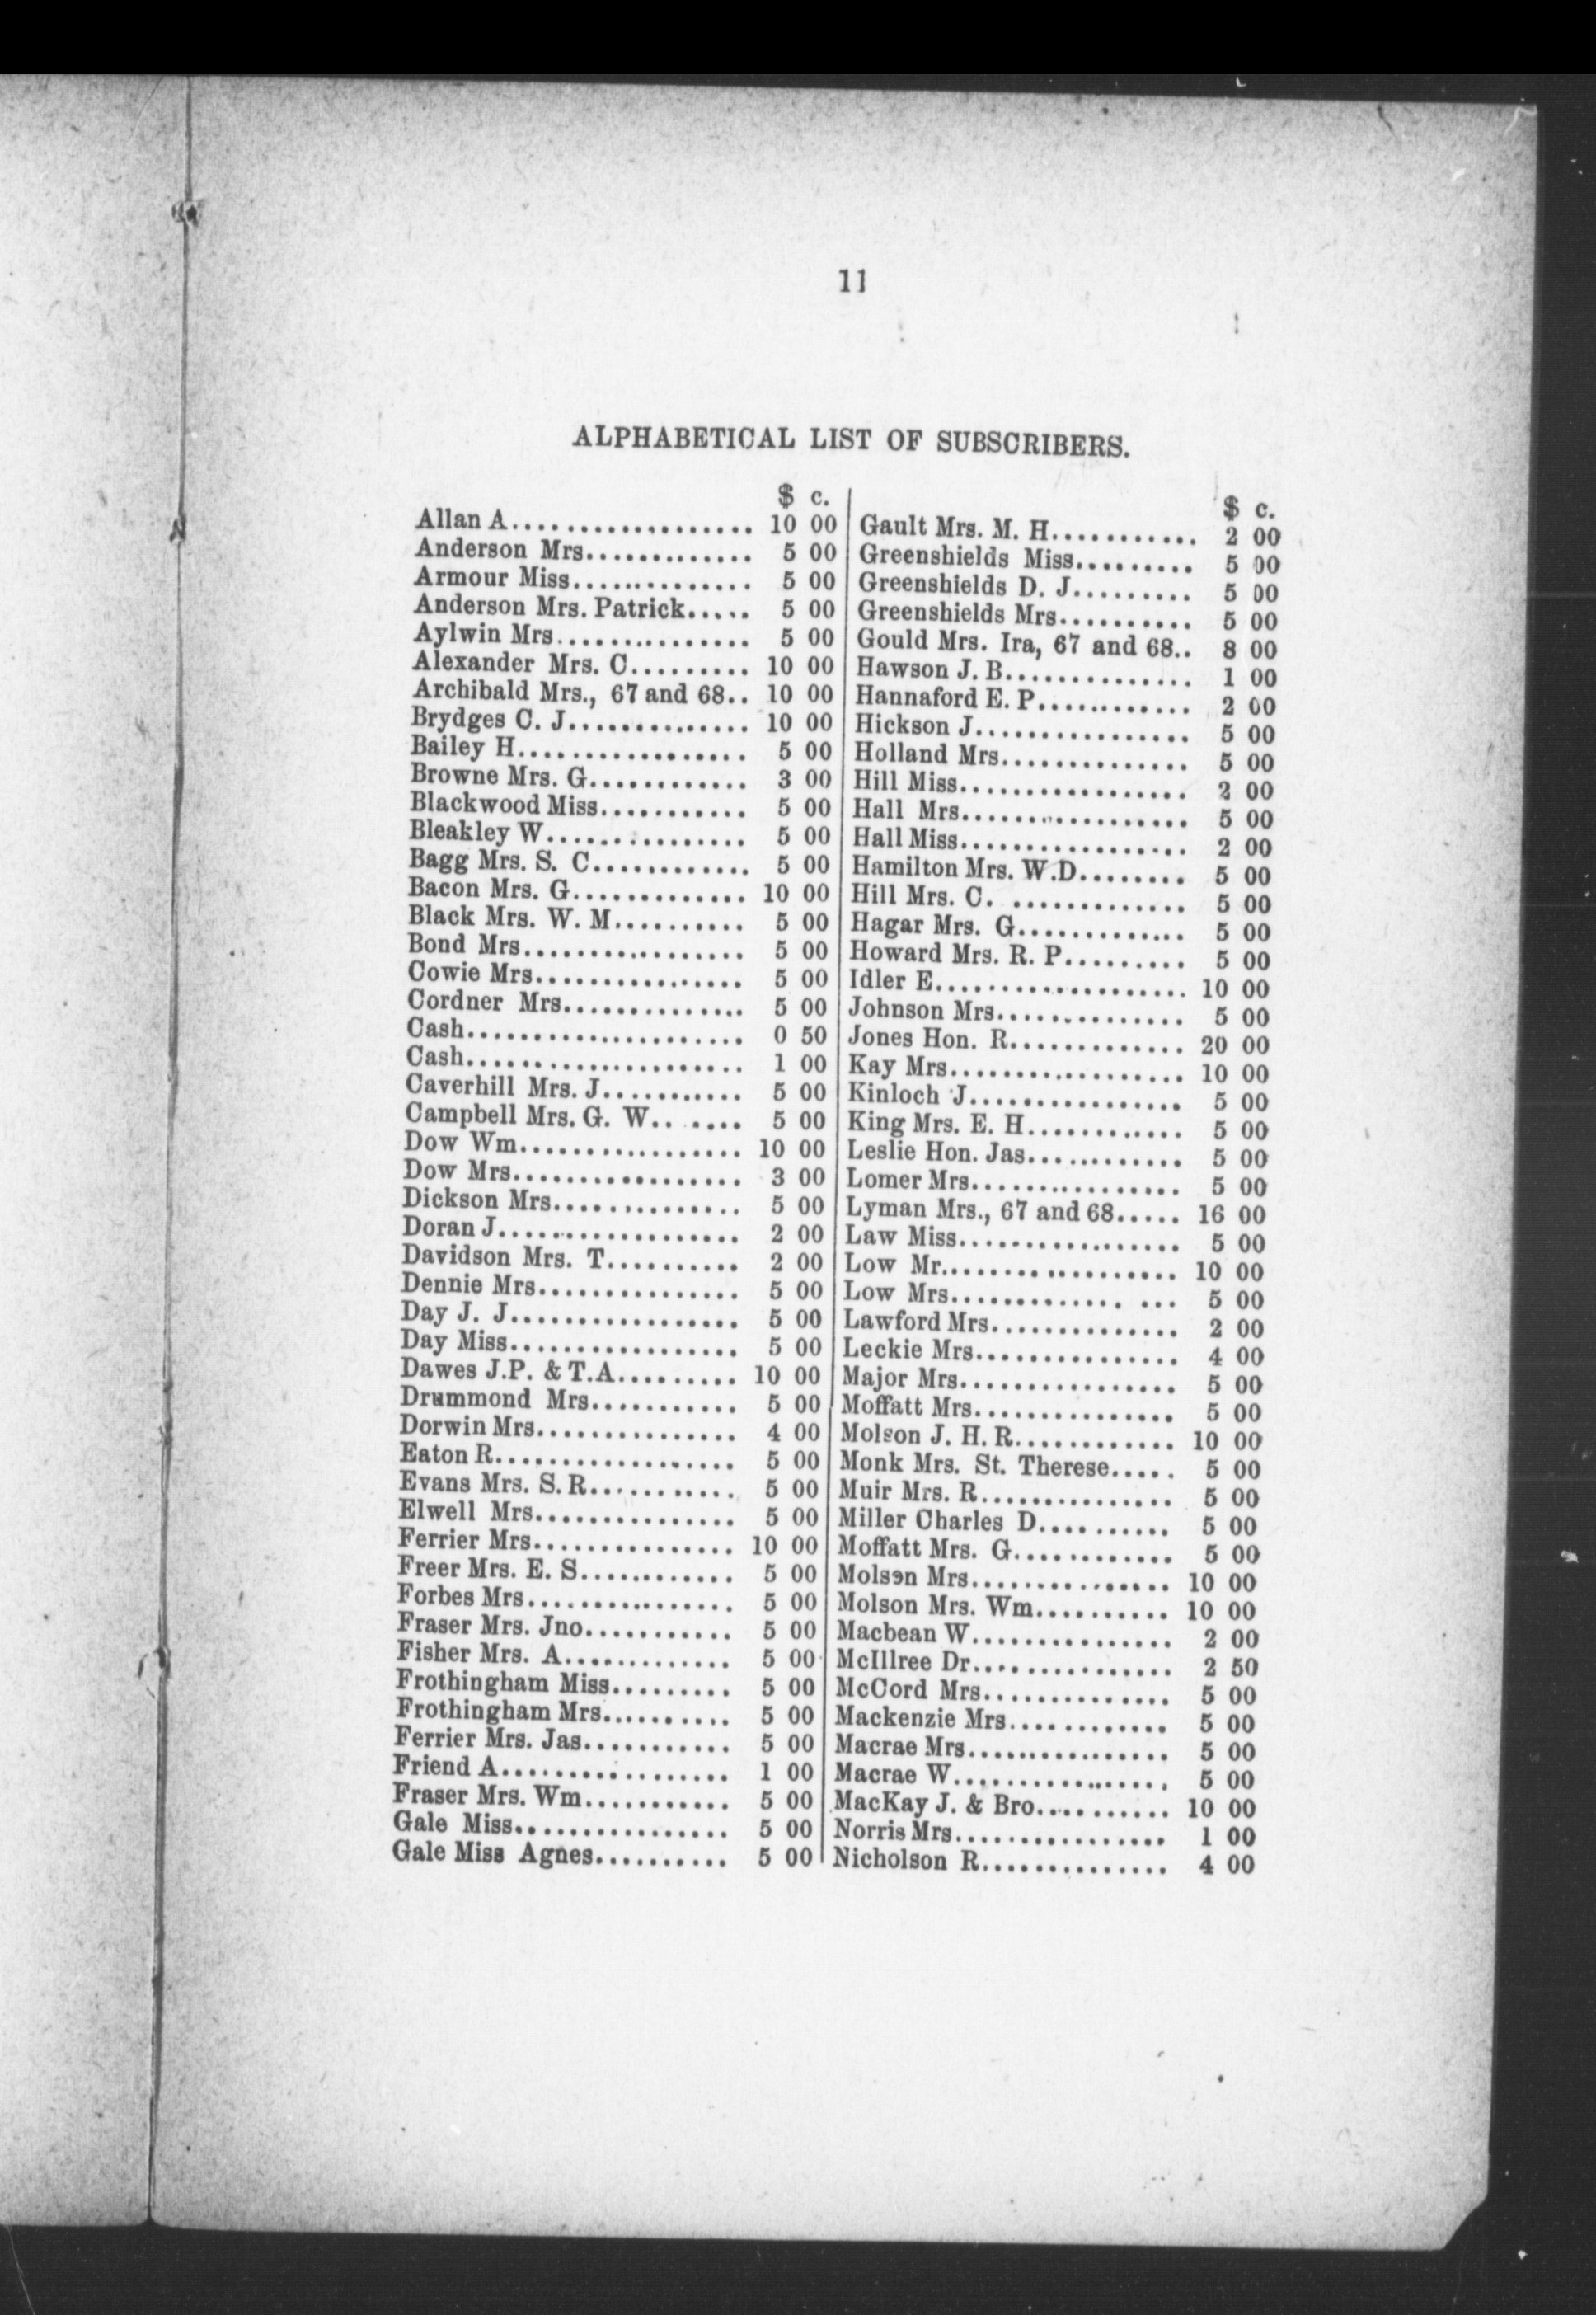 11
ALPHABETICAL LIST OF SUBSCRIBERS.
$ c.
Allan A................... 10 00
Anderson Mrs............. 5 00
Armour Miss.............. 5 00
Anderson Mrs. Patrick..... 5 00
Aylwin Mrs............... 5 00
Alexander Mrs. C......... 10 00
Archibald Mrs., 67 and 68.. 10 00
Brydges C. J.............. 10 00
Bailey H.................. 5 00
Browne Mrs. G............ 3 00
Blackwood Miss........... 5 00
Bleakley W............... 5 00
Bagg Mrs. S. C............ 5 00
Bacon Mrs. G............. 10 00
Black Mrs. W. M.......... 5 00
Bond Mrs................. 5 00
Cowie Mrs................ 5 00
Cordner Mrs.............. 5 00
Cash..................... 0 50
Cash..................... 1 00
Caverhill Mrs. J........... 5 00
Campbell Mrs. G. W....... 5 00
Dow Wm................. 10 00
Dow Mrs................. 3 00
Dickson Mrs.............. 5 00
Doran J.................. 2 00
Davidson Mrs. T.......... 2 00
Dennie Mrs............... 5 00
Day J. J.................. 5 00
Day Miss................. 5 00
Dawes J.P. & T.A......... 10 00
Drummond Mrs........... 5 00
Dorwin Mrs............... 4 00
Eaton R.................. 5 00
Evans Mrs. S. R........... 5 00
Elwell Mrs............... 5 00
Ferrier Mrs............... 10 00
Freer Mrs. E. S............ 5 00
Forbes Mrs................ 5 00
Fraser Mrs. Jno........... 5 00
Fisher Mrs. A............. 5 00
Frothingham Miss......... 5 00
Frothingham Mrs.......... 5 00
Ferrier Mrs. Jas........... 5 00
Friend A................. 1 00
Fraser Mrs. Wm........... 5 00
Gale Miss................ 5 00
Gale Miss Agnes.......... 5 00
$ c.
Gault Mrs. M. H........... 2 00
Greenshields Miss......... 5 00
Greenshields D. J......... 5 00
Greenshields Mrs.......... 5 00
Gould Mrs. Ira, 67 and 68.. 8 00
Hawson J. B.............. 1 00
Hannaford E. P............ 2 00
Hickson J................ 5 00
Holland Mrs.............. 5 00
Hill Miss................. 2 00
Hall Mrs................. 5 00
Hall Miss................. 2 00
Hamilton Mrs. W.D........ 5 00
Hill Mrs. C. ............. 5 00
Hagar Mrs. G............. 5 00
Howard Mrs. R. P......... 5 00
Idler E................... 10 00
Johnson Mrs.............. 5 00
Jones Hon. R............. 20 00
Kay Mrs.................. 10 00
Kinloch J................ 5 00
King Mrs. E. H............ 5 00
Leslie Hon. Jas............ 5 00
Lomer Mrs................ 5 00
Lyman Mrs., 67 and 68..... 16 00
Law Miss................. 5 00
Low Mr.................. 10 00
Low Mrs............. ... 5 00
Lawford Mrs.............. 2 00
Leckie Mrs............... 4 00
Major Mrs................ 5 00
Moffatt Mrs............... 5 00
Molson J. H. R............ 10 00
Monk Mrs. St. Therese..... 5 00
Muir Mrs. R............... 5 00
Miller Charles D.......... 5 00
Moffatt Mrs. G............ 5 00
Molson Mrs............... 10 00
Molson Mrs. Wm.......... 10 00
Macbean W............... 2 00
McIllree Dr............... 2 50
McCord Mrs.............. 5 00
Mackenzie Mrs............ 5 00
Macrae Mrs............... 5 00
Macrae W................ 5 00
MacKay J. & Bro.......... 10 00
Norris Mrs................ 1 00
Nicholson R.............. 4 00